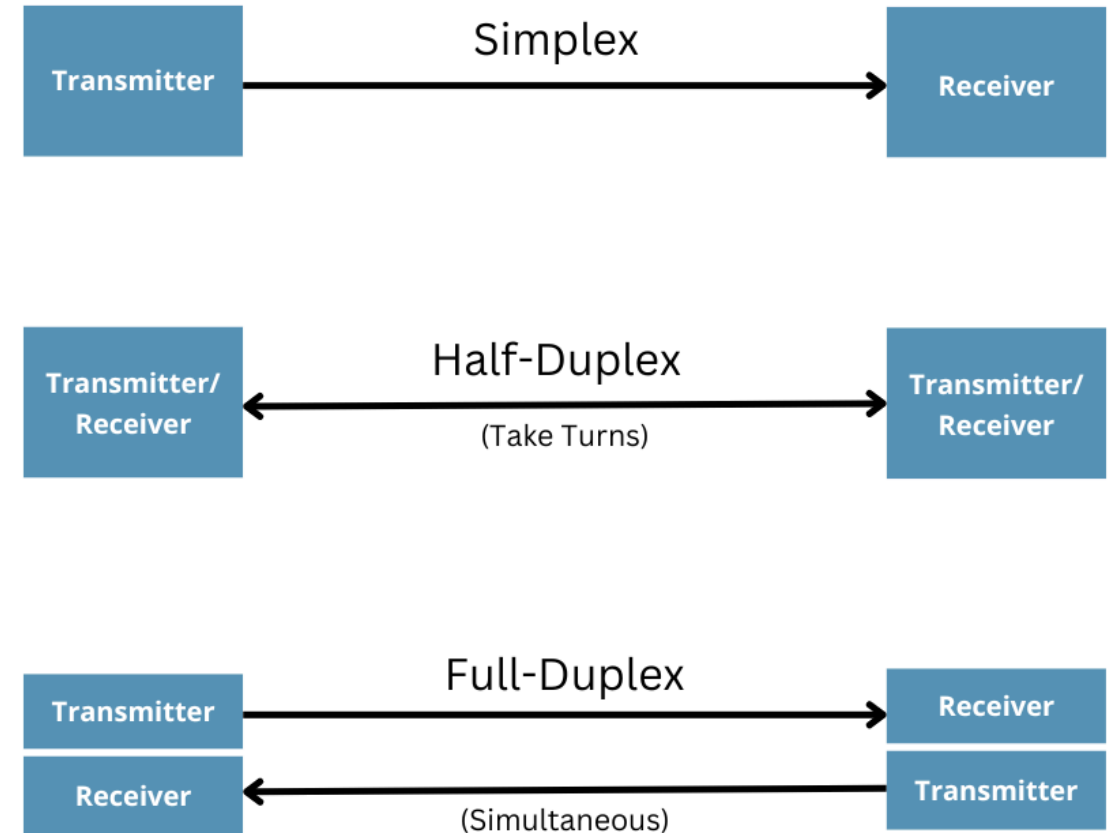 Simplex
Transmitter
Receiver
Half-Duplex
Transmitter/
Receiver
(Take Turns)
Transmitter/
Receiver
Full-Duplex
Transmitter
Receiver
Receiver
Transmitter
(Simultaneous)